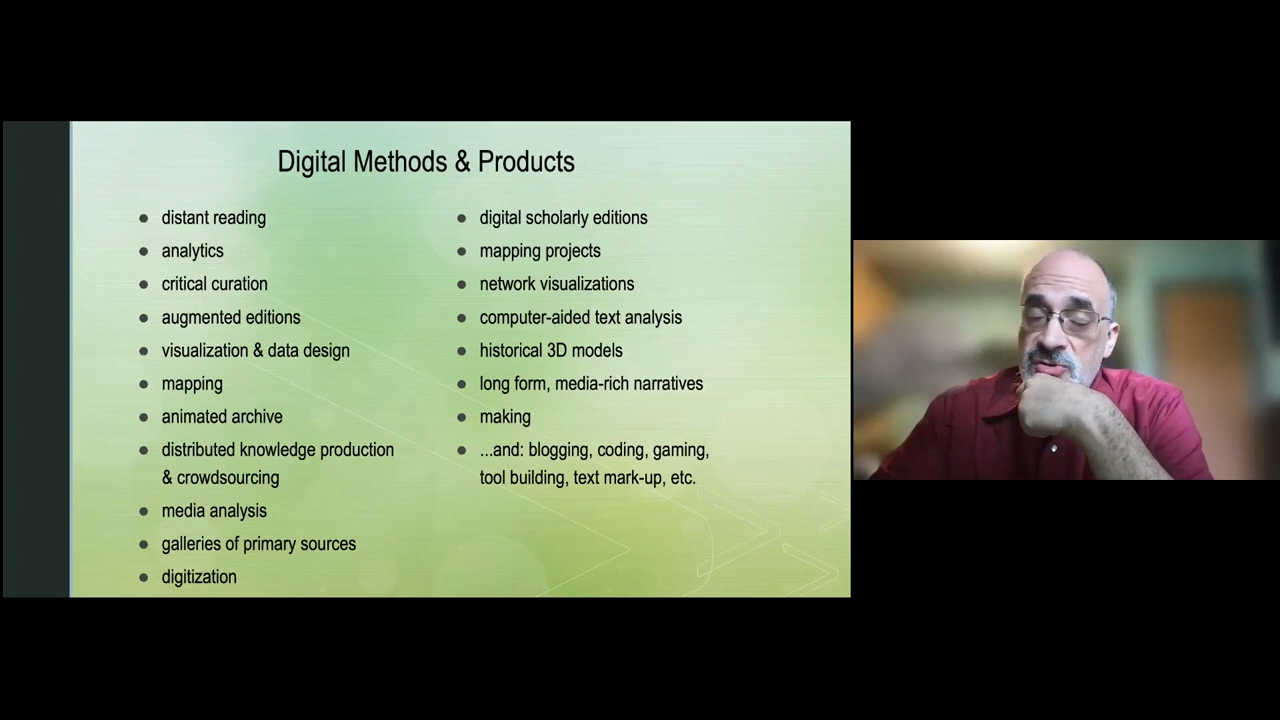 Digital Methods & Products
distant reading
analytics
critical curation
augmented editions
visualization & data design
mapping
animated archive
distributed knowledge production
& crowdsourcing
media analysis
galleries of primary sources
digitization
digital scholarly editions
mapping projects
network visualizations
computer-aided text analysis
historical 3D models
long form, media-rich narratives
making
...and: blogging, coding, gaming,
tool building, text mark-up, etc.